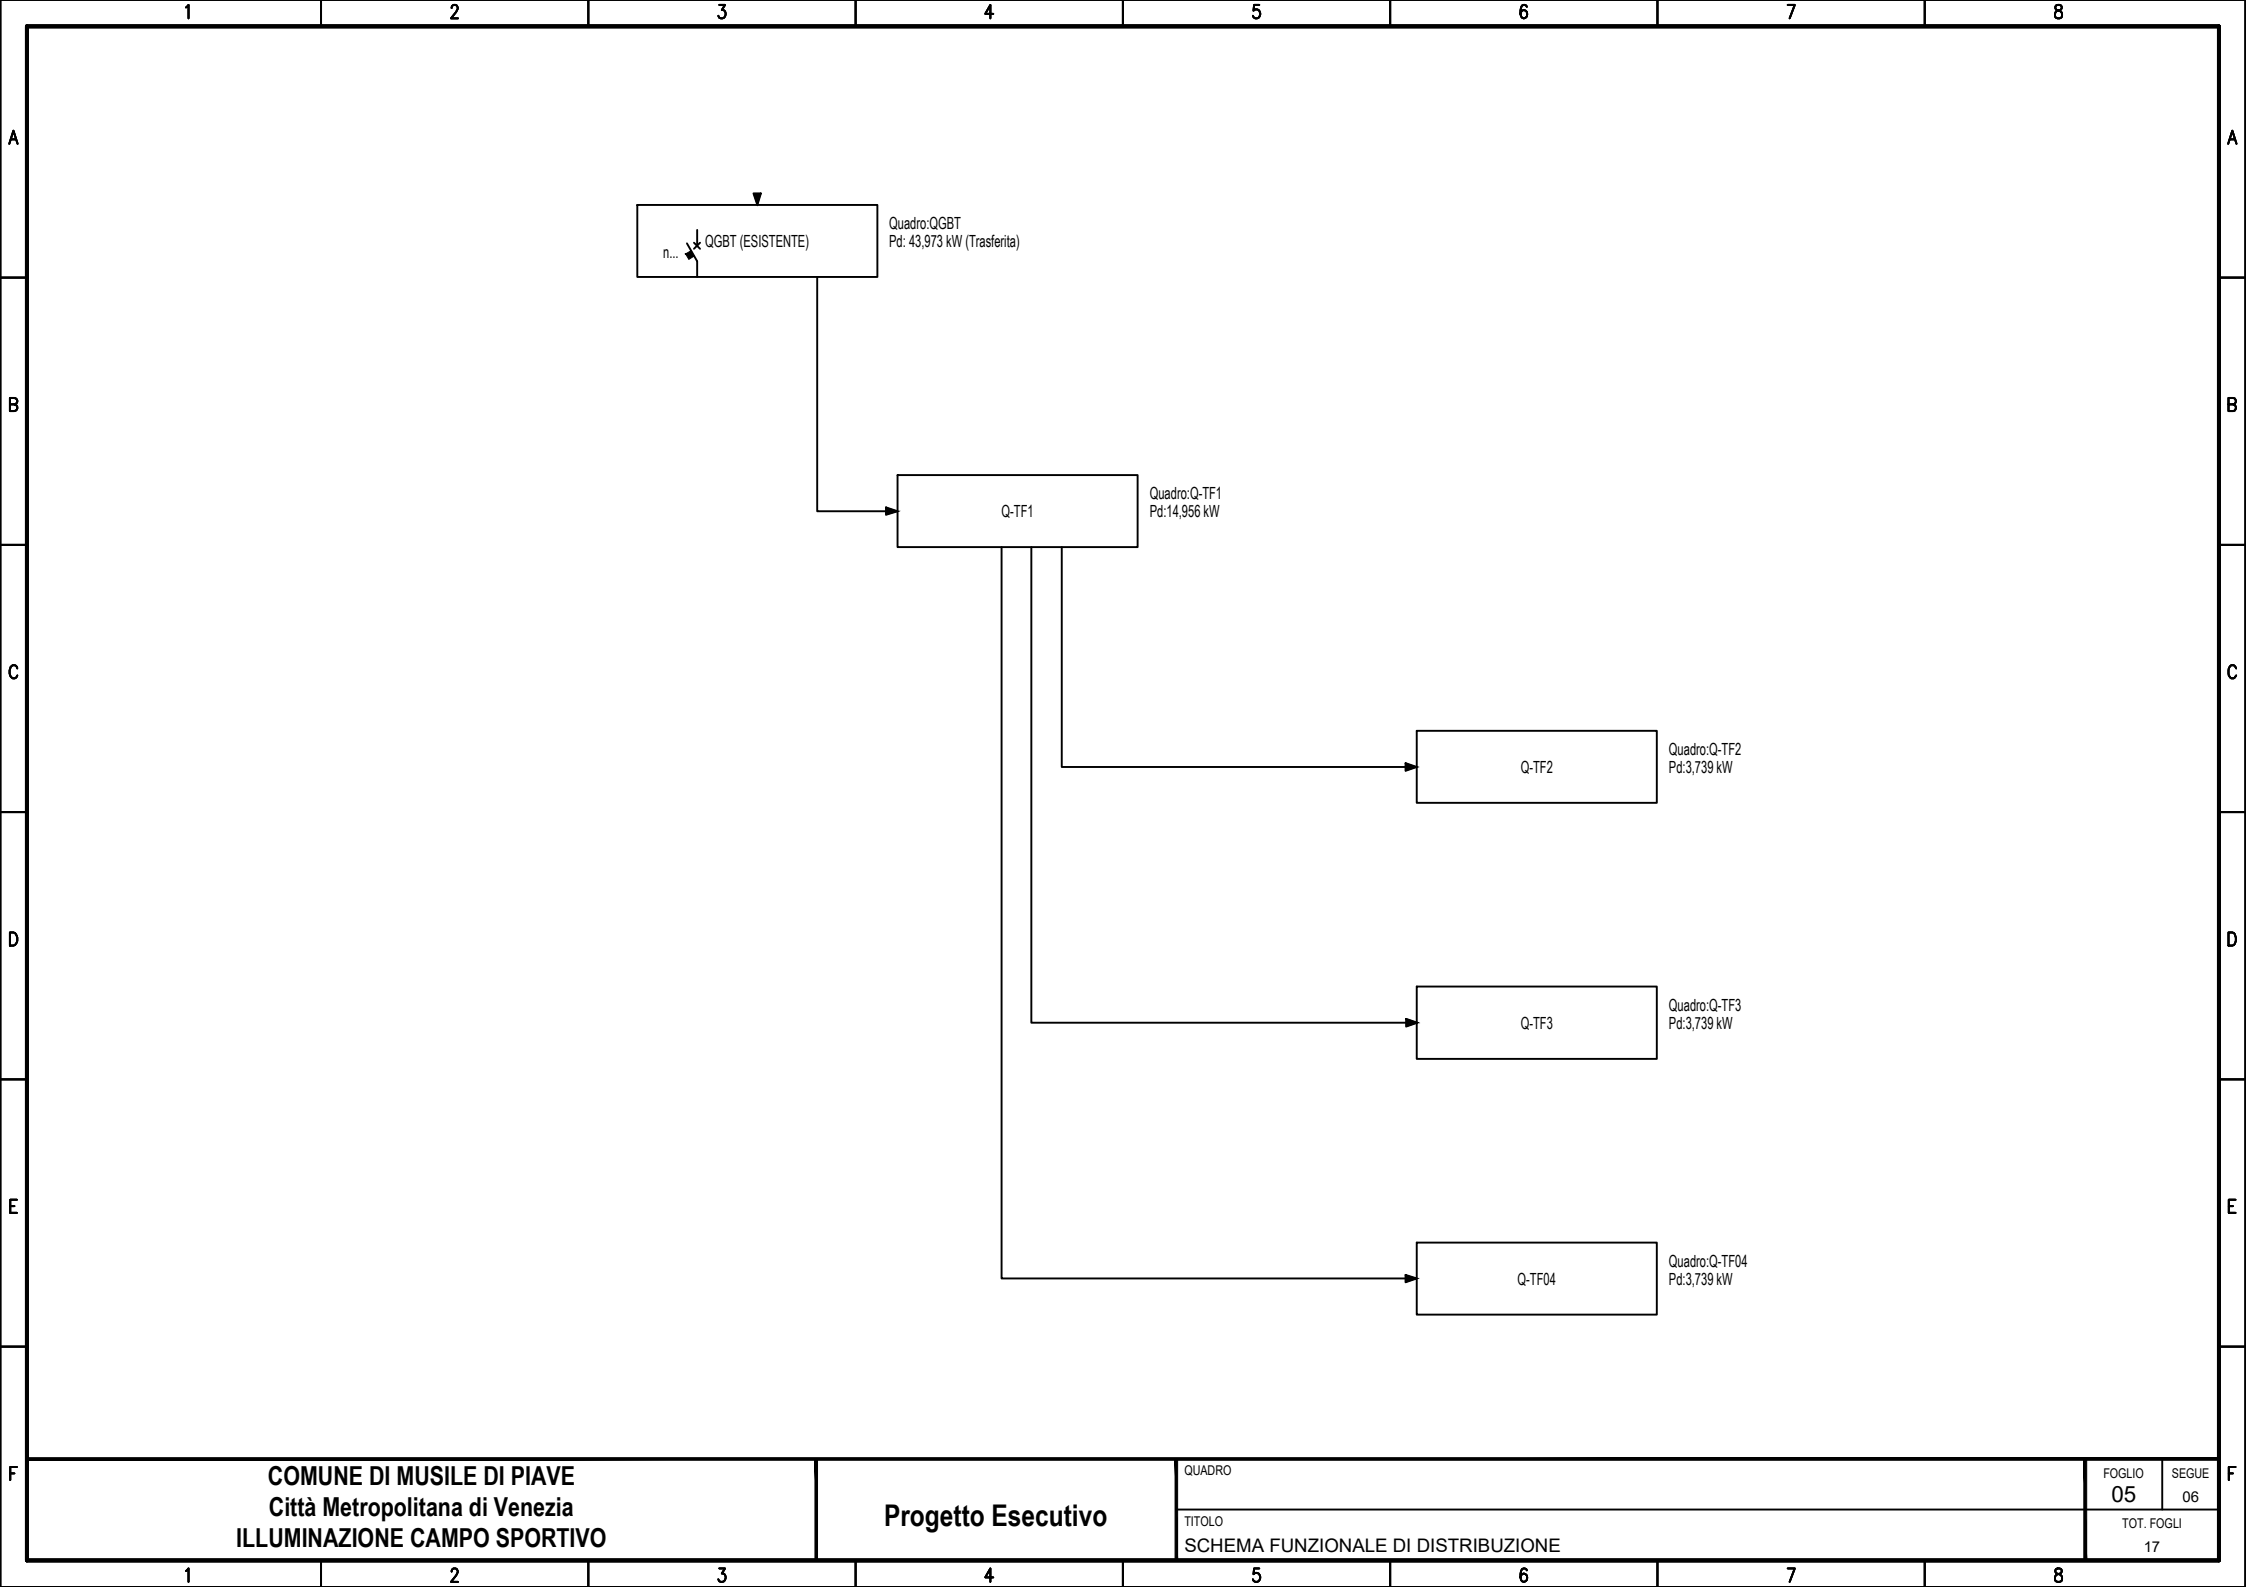 1 2 3 4 5 6 7 8
A A
Quadro:QGBT
QGBT (ESISTENTE) Pd: 43,973 kW (Trasferita)
n...
B B
Quadro:Q-TF1
Q-TF1 Pd:14,956 kW
C C
Quadro:Q-TF2
Q-TF2 Pd:3,739 kW
D D
Quadro:Q-TF3
Q-TF3 Pd:3,739 kW
E E
Quadro:Q-TF04
Q-TF04 Pd:3,739 kW
F F
COMUNE DI MUSILE DI PIAVE
Città Metropolitana di Venezia
ILLUMINAZIONE CAMPO SPORTIVO
Progetto Esecutivo
QUADRO
TITOLO
SCHEMA FUNZIONALE DI DISTRIBUZIONE
FOGLIO SEGUE
05 06
TOT. FOGLI
17
1 2 3 4 5 6 7 8